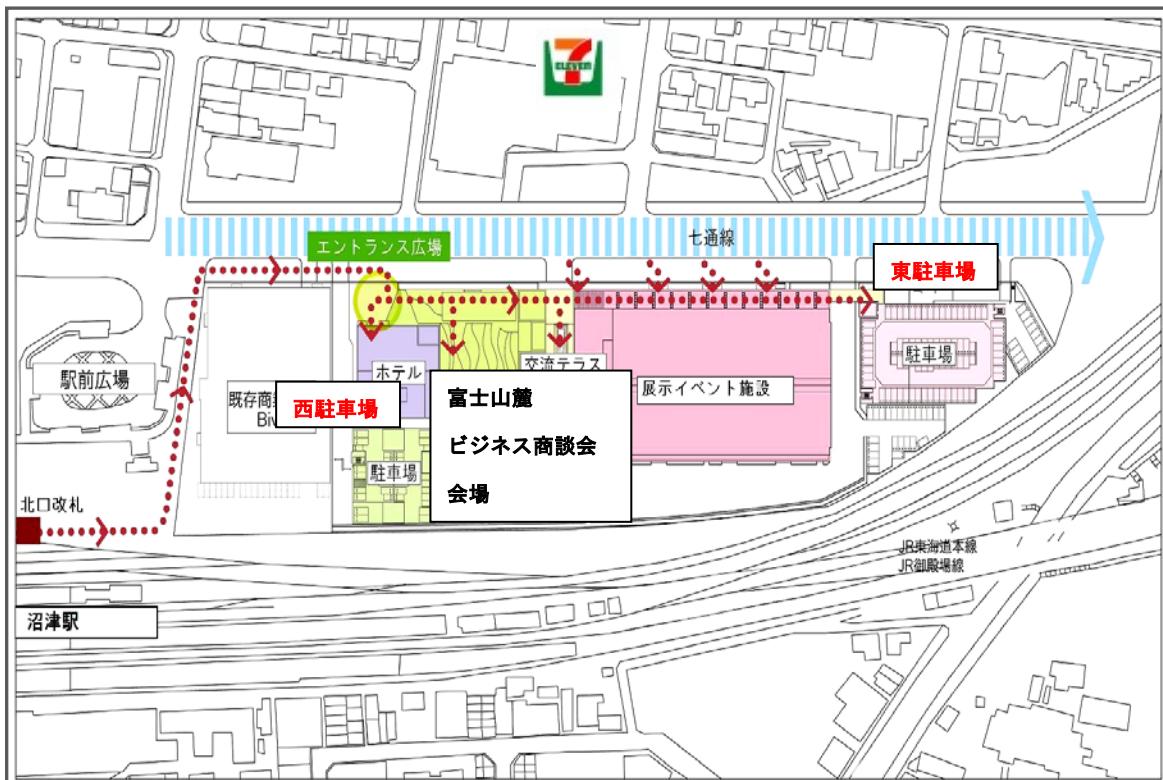 7
ELEVEn
七通線
エントランス広場
東駐車場
駐車場
駅前広場
ホテル
交流テラス
展示イベント施設
既存商
Biv
西駐車場
富士山麓
ビジネス商談会
会場
駐車場
北口改札
JR東海道本線
JR御殿場線
沼津駅